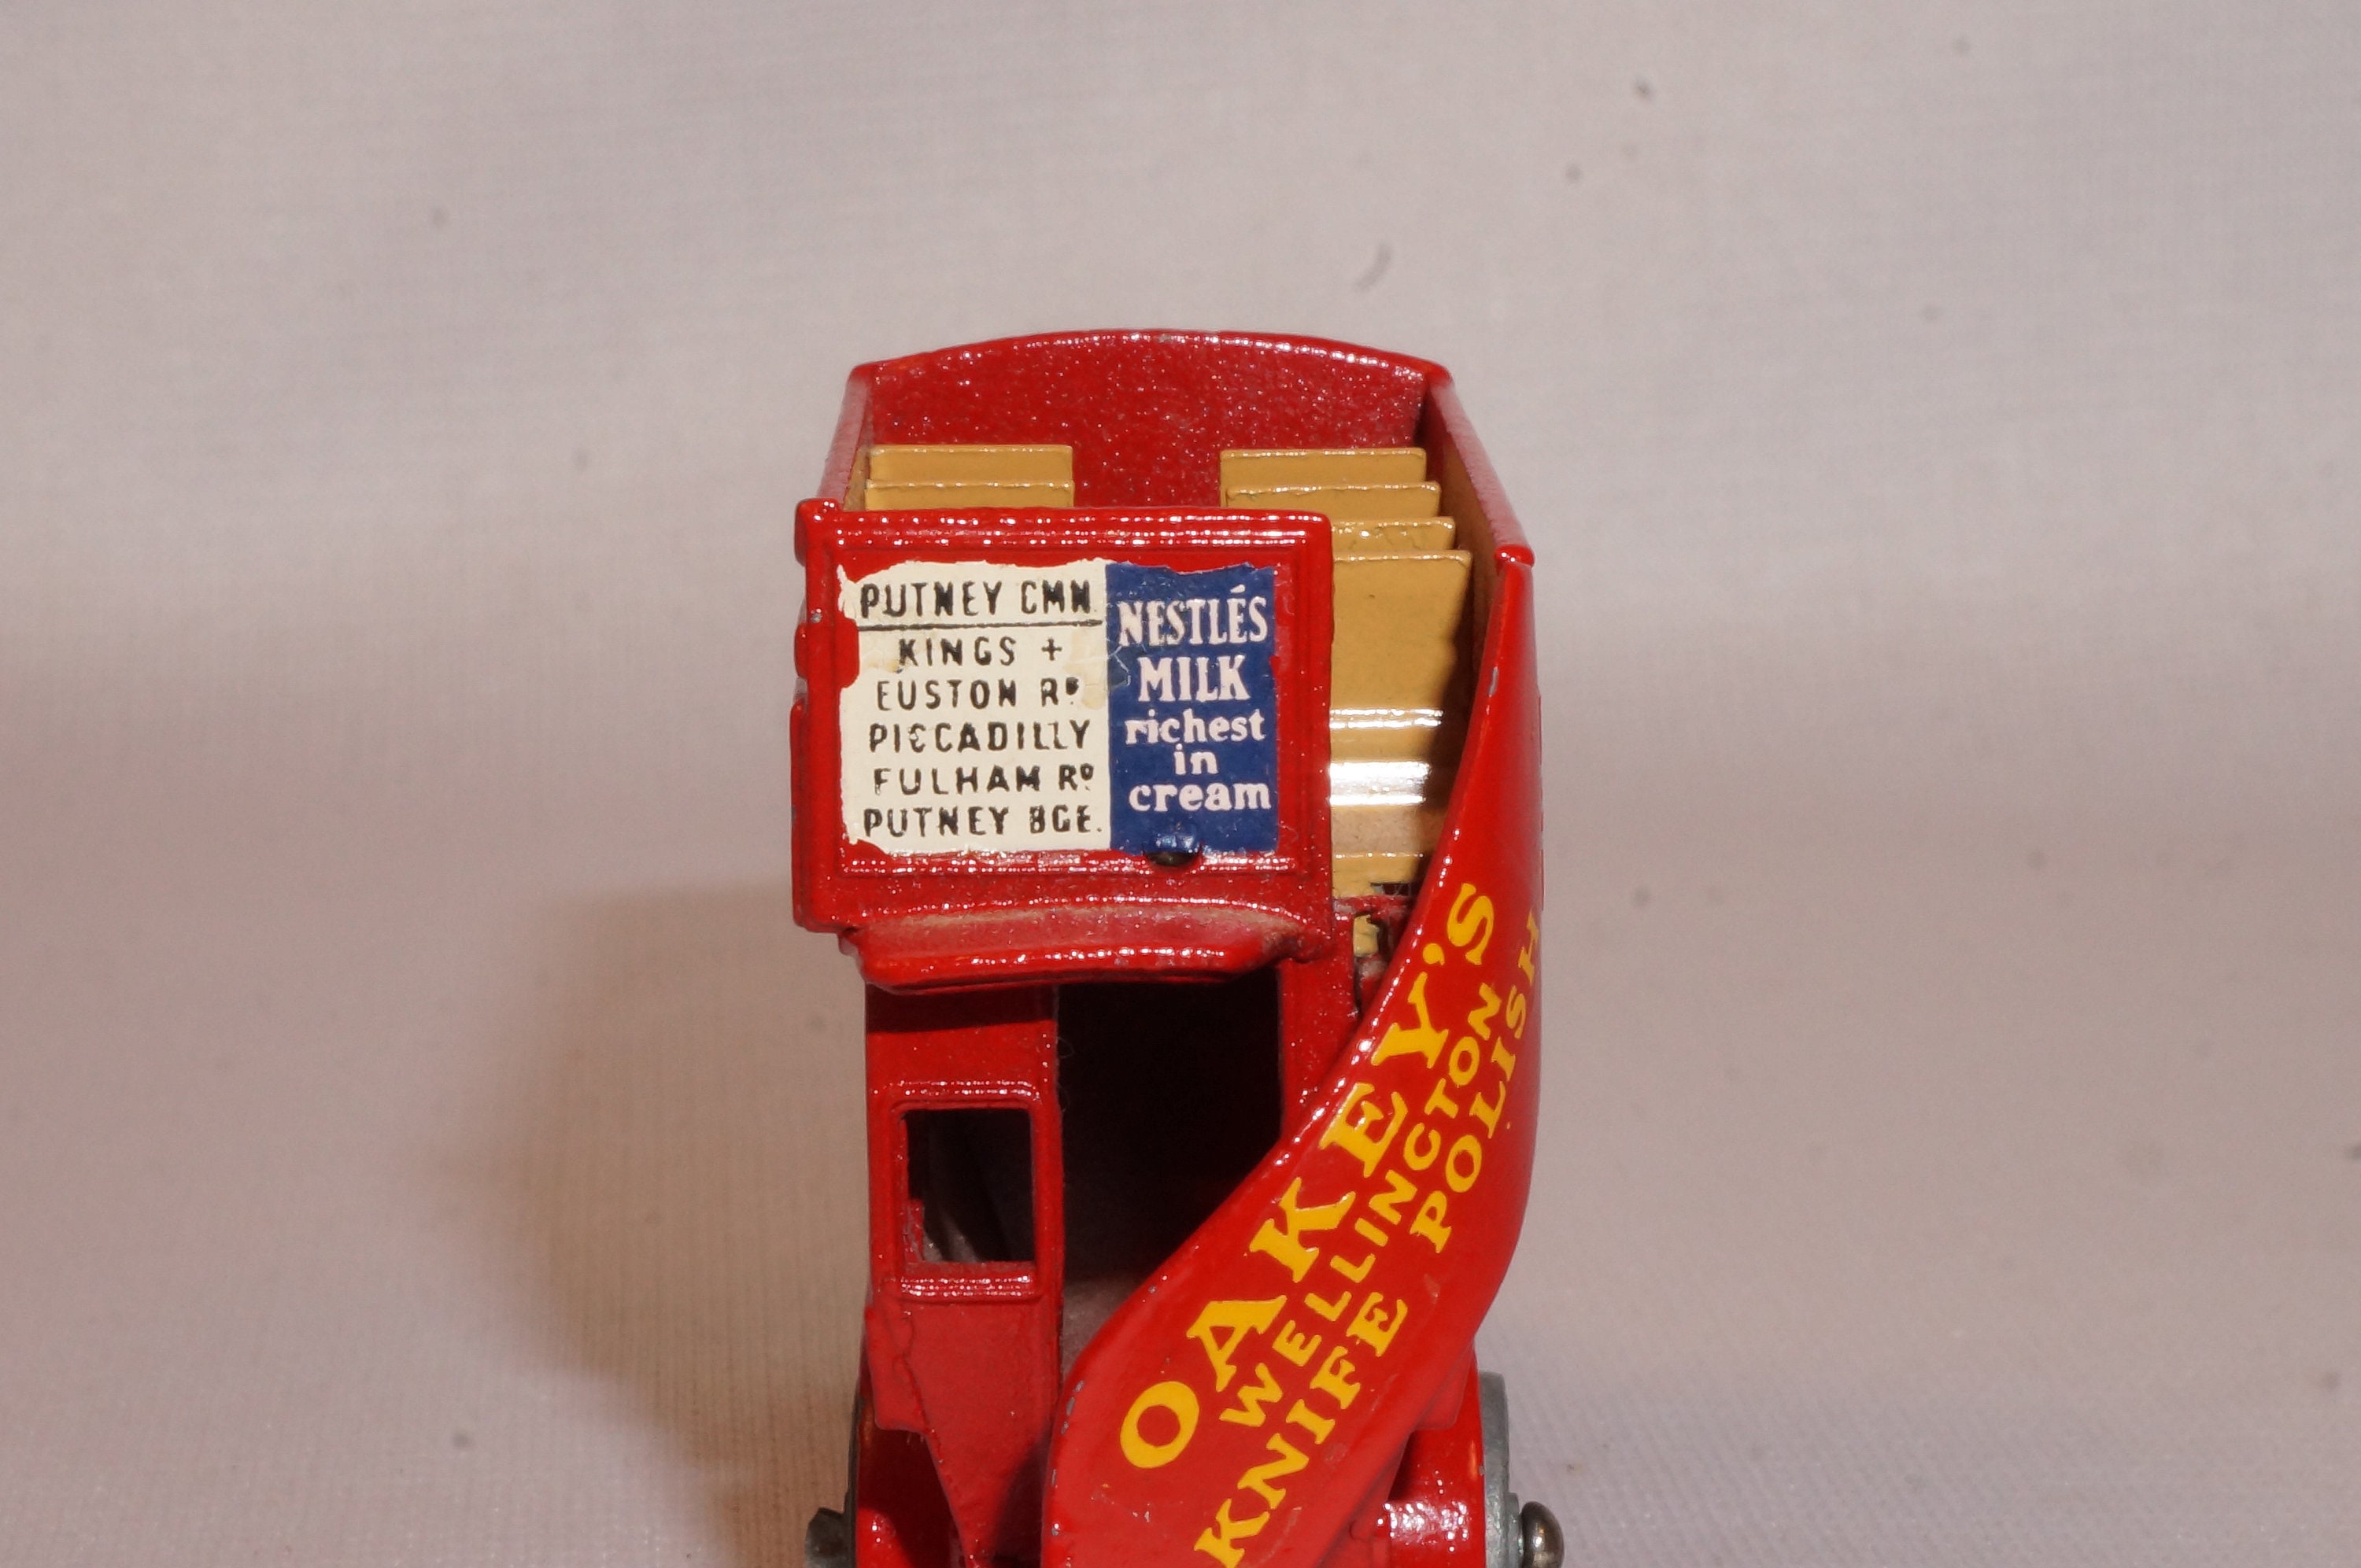 PUTNEY CMN.
KINGS +
EUSTON RD.
PICCADILLY
FULHAM RD.
PUTNEY BGE.
NESTLÉS
MILK
richest
in
cream
OAKEY'S
WELLINGTON
KNIFE POLISH